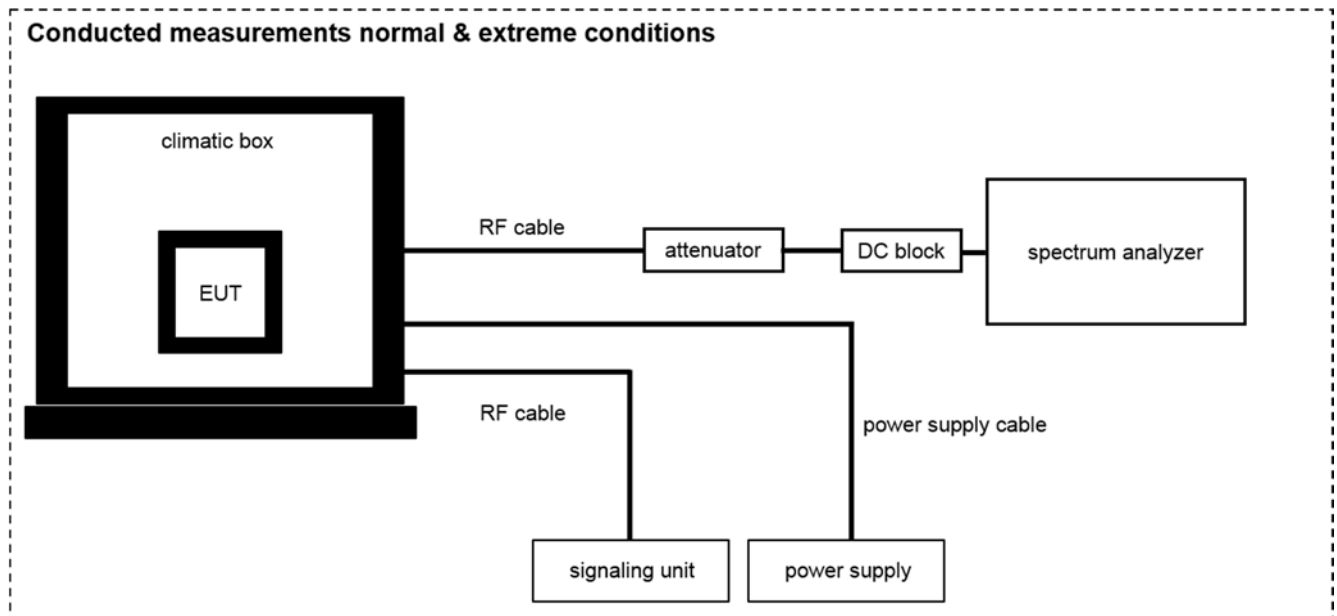 Conducted measurements normal & extreme conditions
climatic box
RF cable
attenuator
DC block
spectrum analyzer
EUT
RF cable
power supply cable
signaling unit
power supply